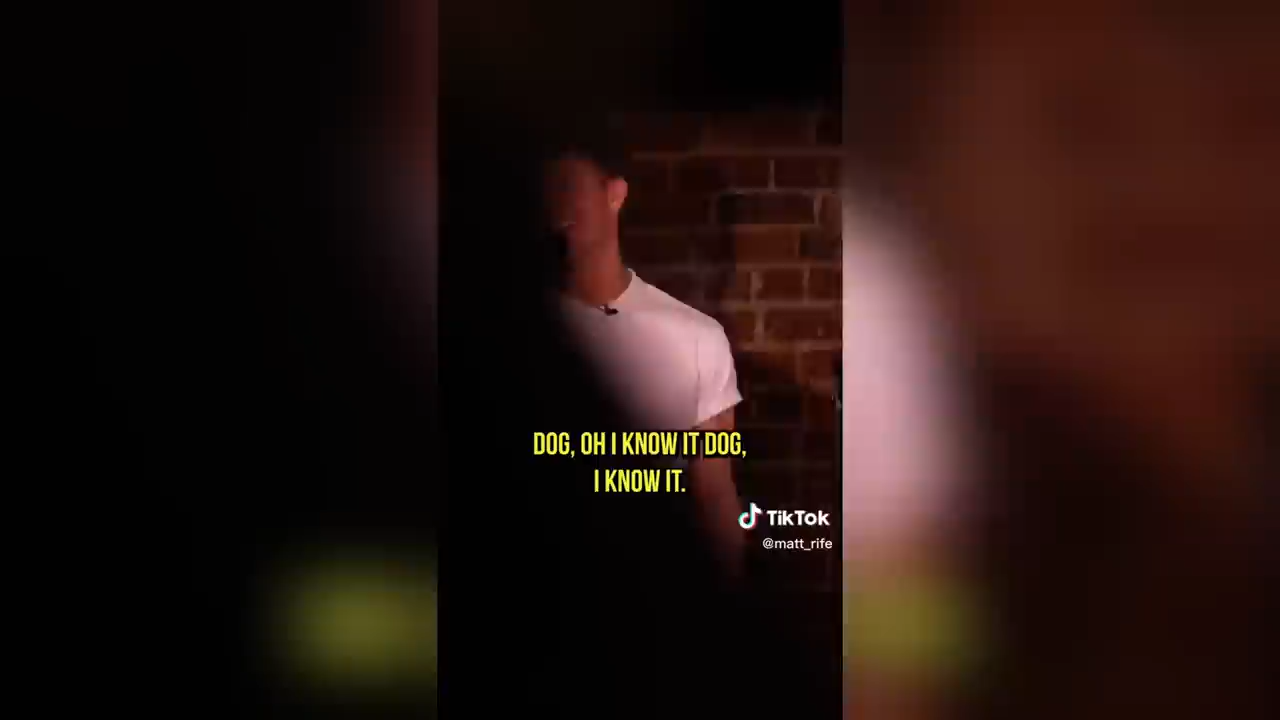 DOG, OH I KNOW IT DOG,
I KNOW IT.
TikTok
@matt_rife